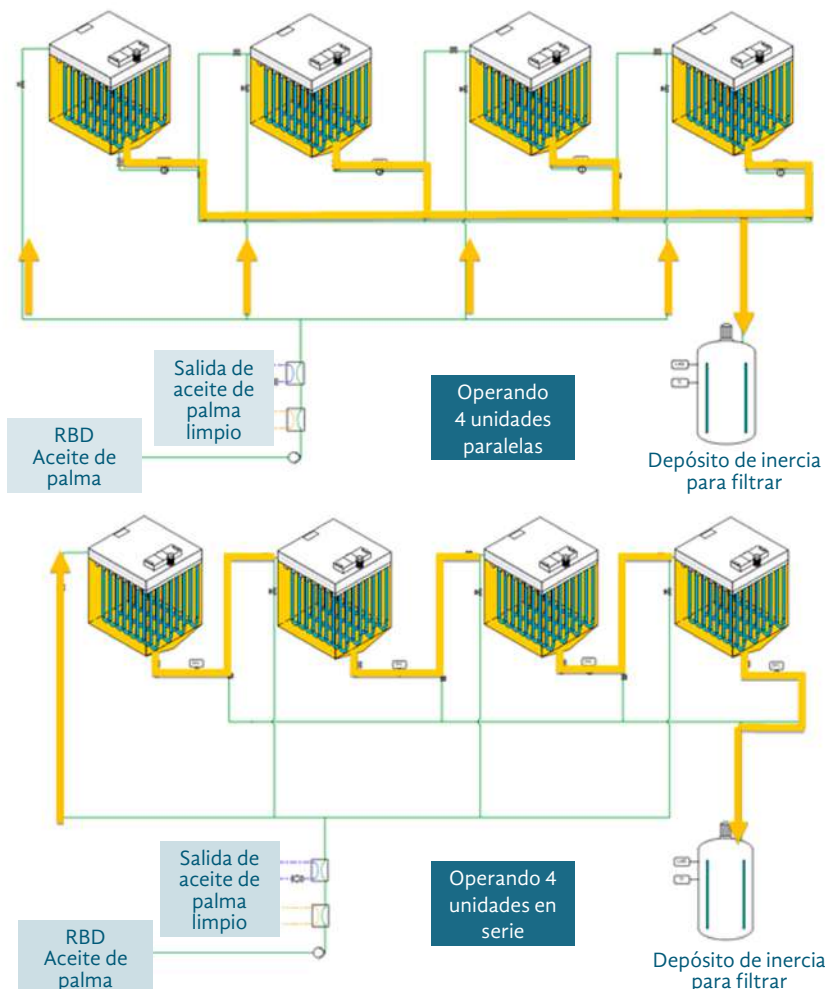 Salida de
aceite de
palma
limpio
RBD
Aceite de
palma
Operando
4 unidades
paralelas
Depósito de inercia
para filtrar
Salida de
aceite de
palma
limpio
RBD
Aceite de
palma
Operando 4
unidades en
serie
Depósito de inercia
para filtrar